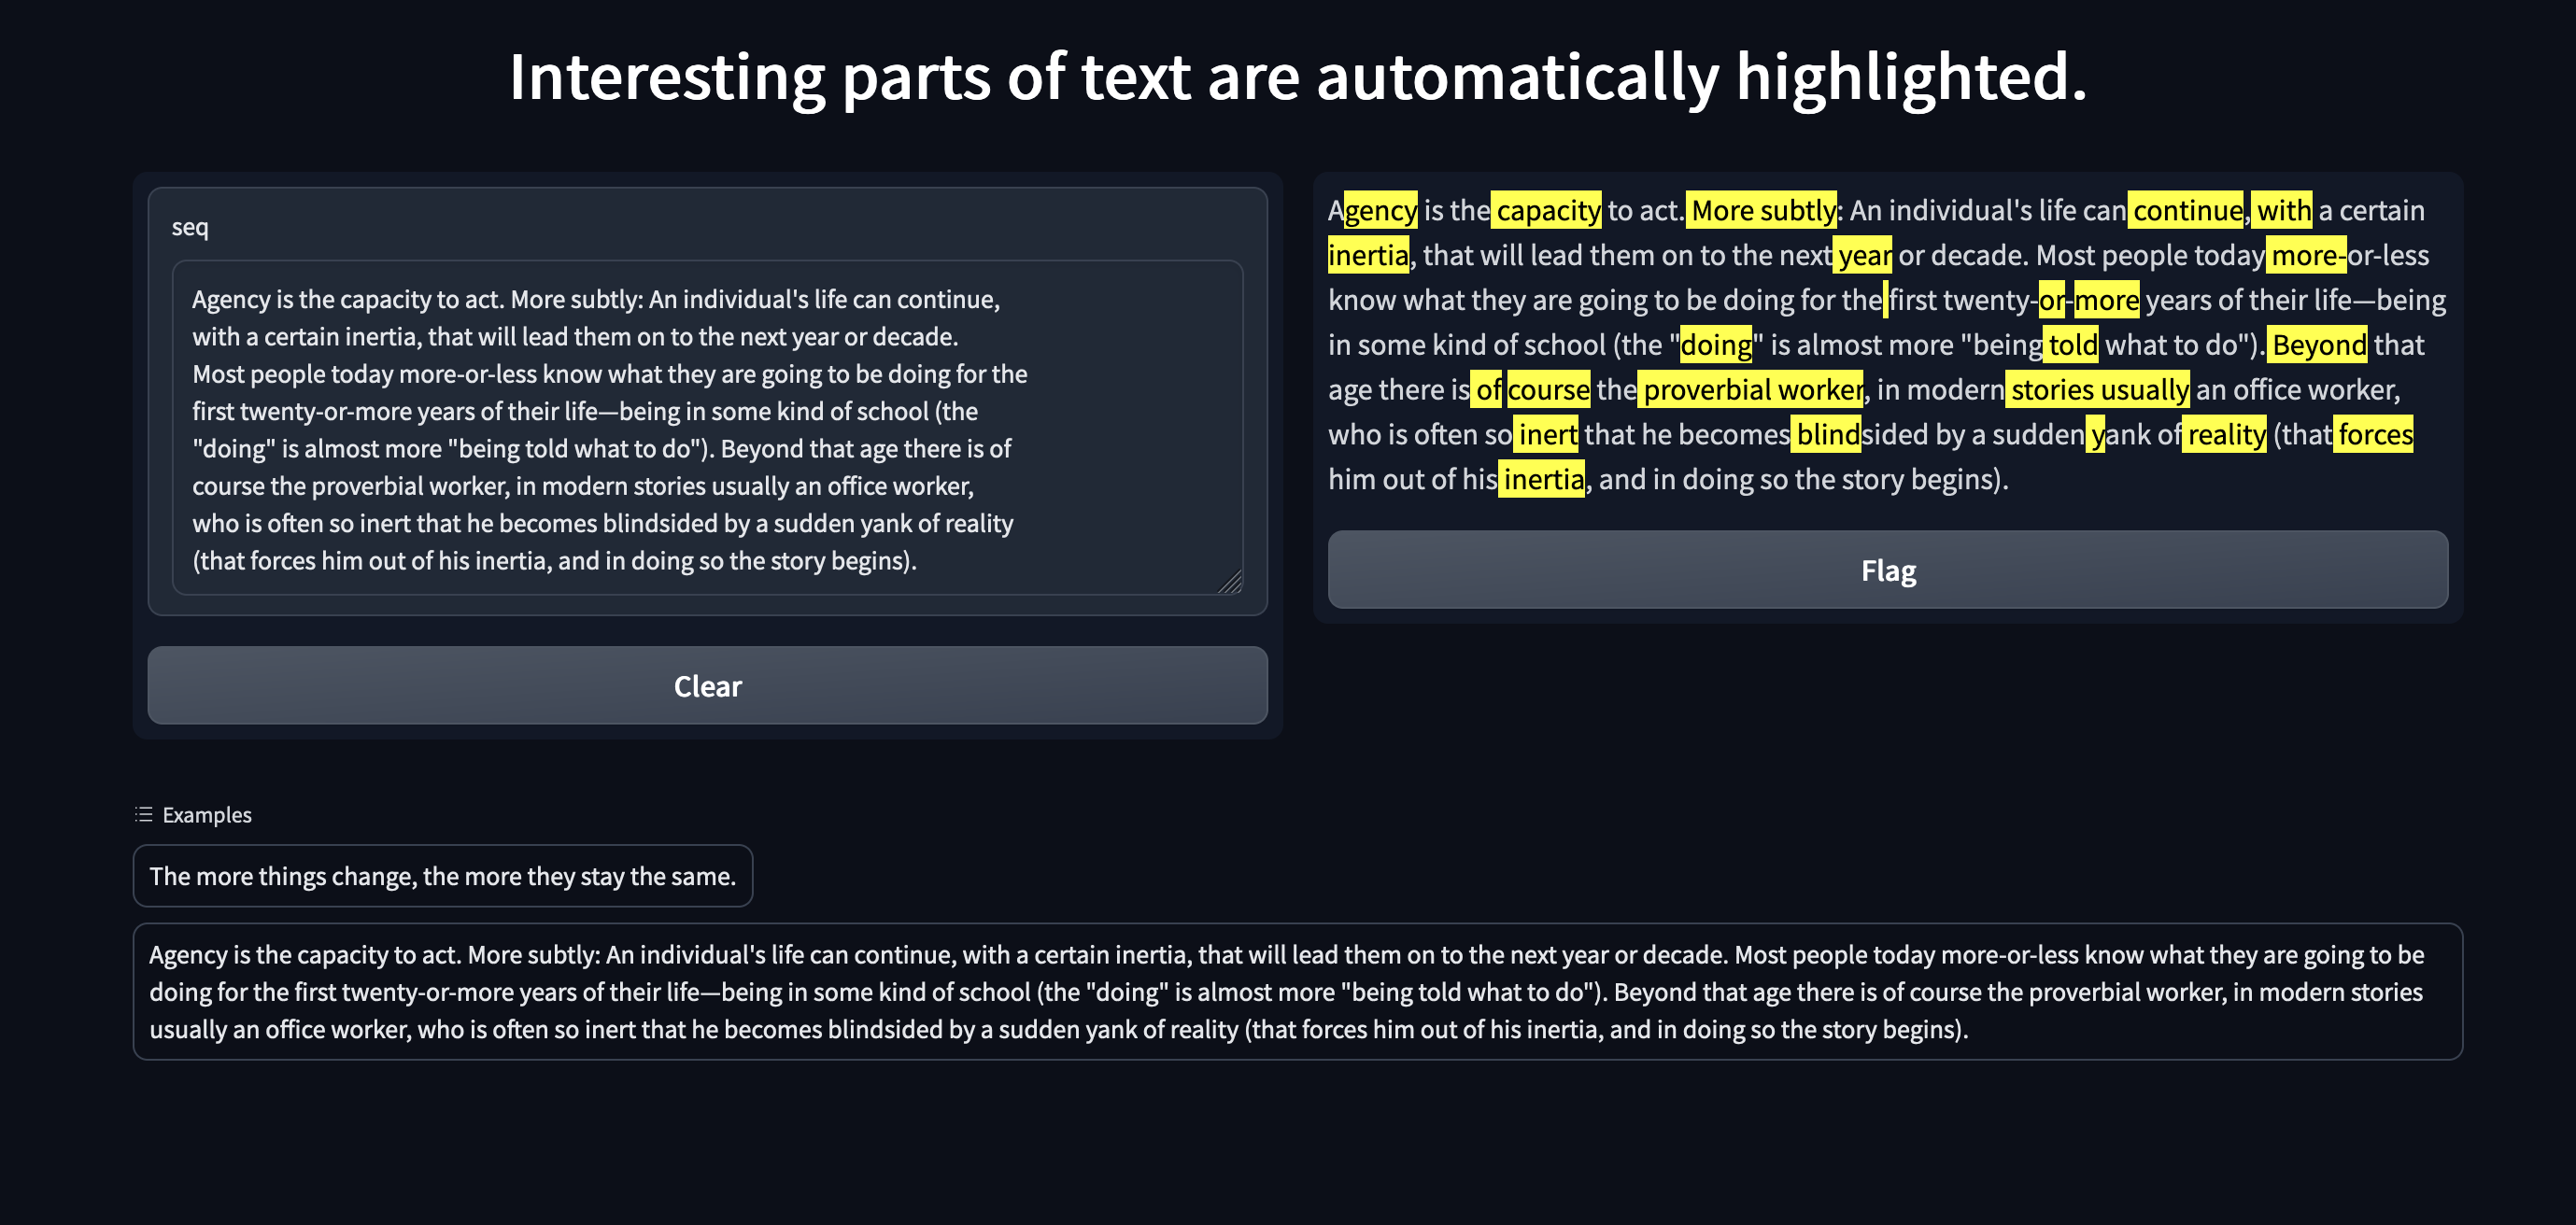 Interesting parts of text are automatically highlighted.
seq
Agency is the capacity to act. More subtly: An individual's life can continue,
with a certain inertia, that will lead them on to the next year or decade.
Most people today more-or-less know what they are going to be doing for the
first twenty-or-more years of their life—being in some kind of school (the
"doing" is almost more "being told what to do"). Beyond that age there is of
course the proverbial worker, in modern stories usually an office worker,
who is often so inert that he becomes blindsided by a sudden yank of reality
(that forces him out of his inertia, and in doing so the story begins).
Clear
Agency is the capacity to act. More subtly: An individual's life can continue, with a certain
inertia, that will lead them on to the next year or decade. Most people today more-or-less
know what they are going to be doing for the first twenty-or-more years of their life—being
in some kind of school (the "doing" is almost more "being told what to do"). Beyond that
age there is of course the proverbial worker, in modern stories usually an office worker,
who is often so inert that he becomes blindsided by a sudden yank of reality (that forces
him out of his inertia, and in doing so the story begins).
Flag
Examples
The more things change, the more they stay the same.
Agency is the capacity to act. More subtly: An individual's life can continue, with a certain inertia, that will lead them on to the next year or decade. Most people today more-or-less know what they are going to be
doing for the first twenty-or-more years of their life—being in some kind of school (the "doing" is almost more "being told what to do"). Beyond that age there is of course the proverbial worker, in modern stories
usually an office worker, who is often so inert that he becomes blindsided by a sudden yank of reality (that forces him out of his inertia, and in doing so the story begins).